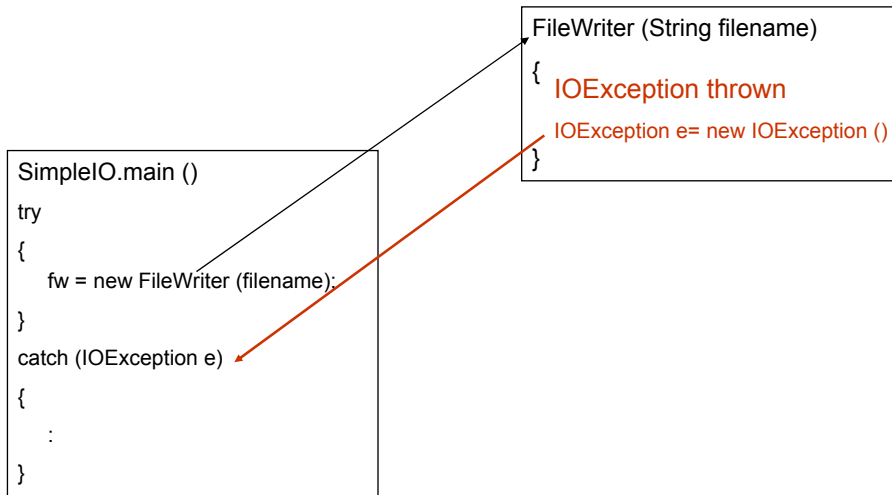 FileWriter (String filename)
{
IOException thrown
IOException e= new IOException ()
}
SimpleIO.main ()
try
{
fw = new FileWriter (filename);
}
catch (IOException e)
{
:
}